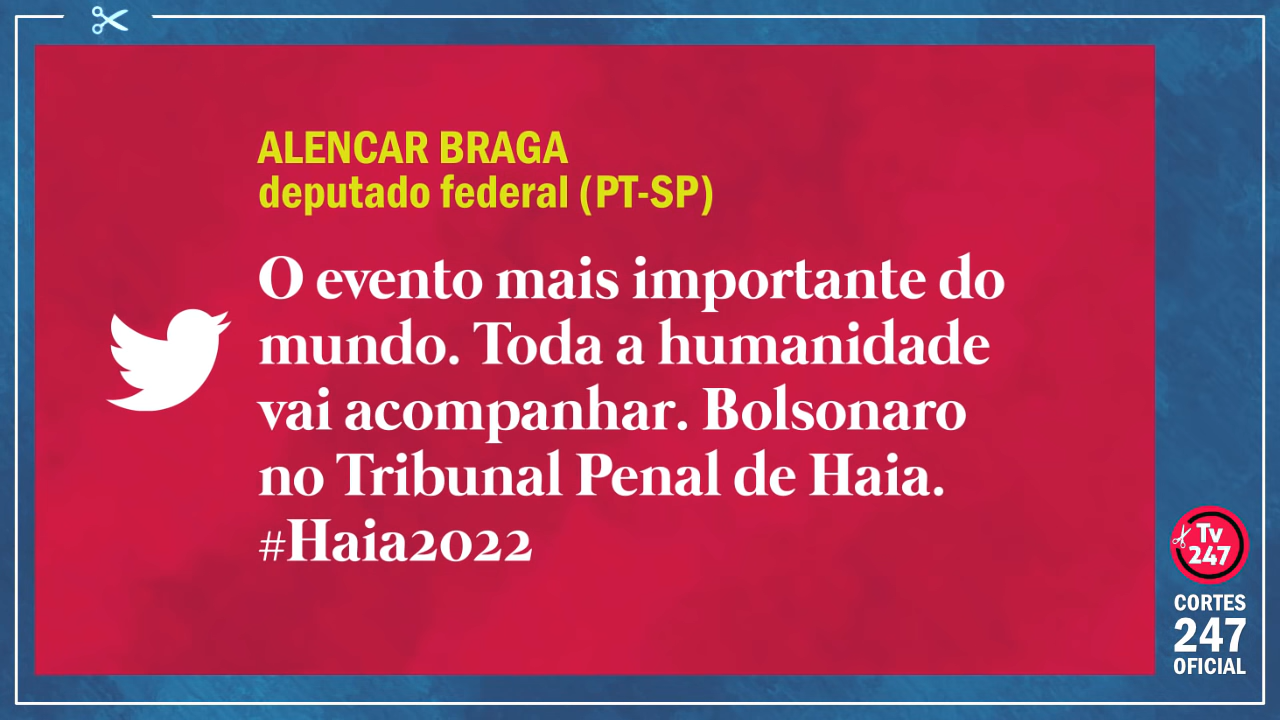 ALENCAR BRAGA
deputado federal (PT-SP)
O evento mais importante do
mundo. Toda a humanidade
vai acompanhar. Bolsonaro
no Tribunal Penal de Haia.
#Haia2022
Tv
247
CORTES
247
OFICIAL